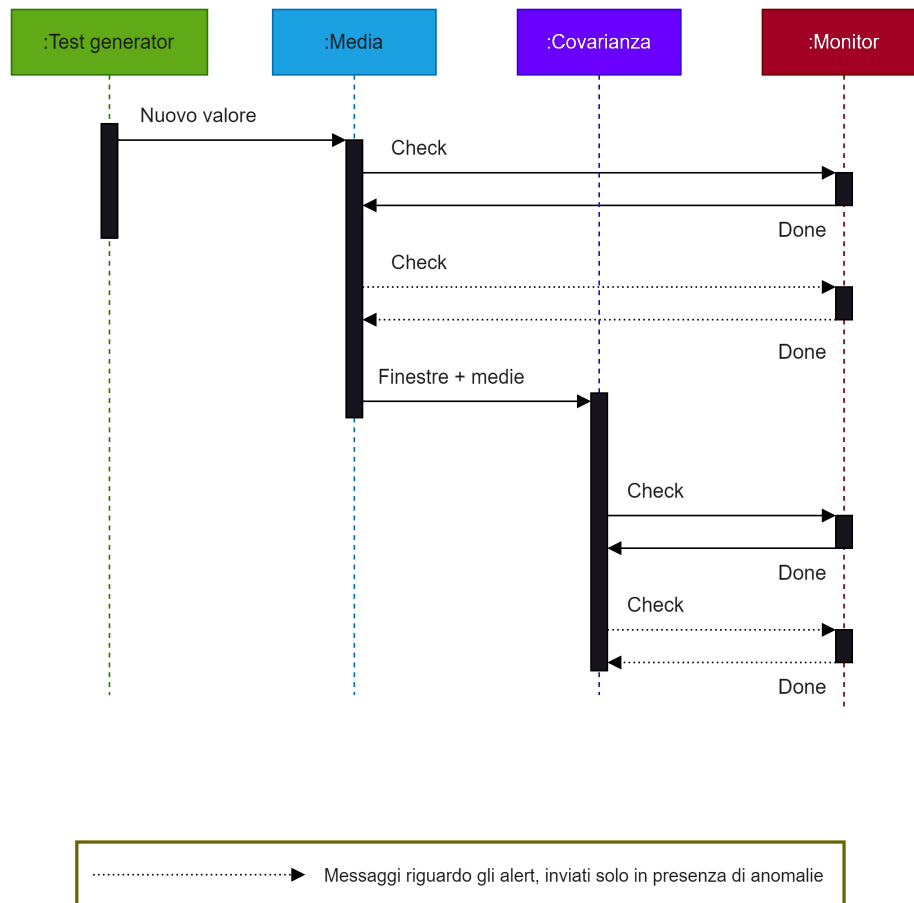 :Test generator
:Media
:Covarianza
:Monitor
Nuovo valore
Check
Done
Check
Done
Finestre + medie
Check
Done
Check
Done
Messaggi riguardo gli alert, inviati solo in presenza di anomalie